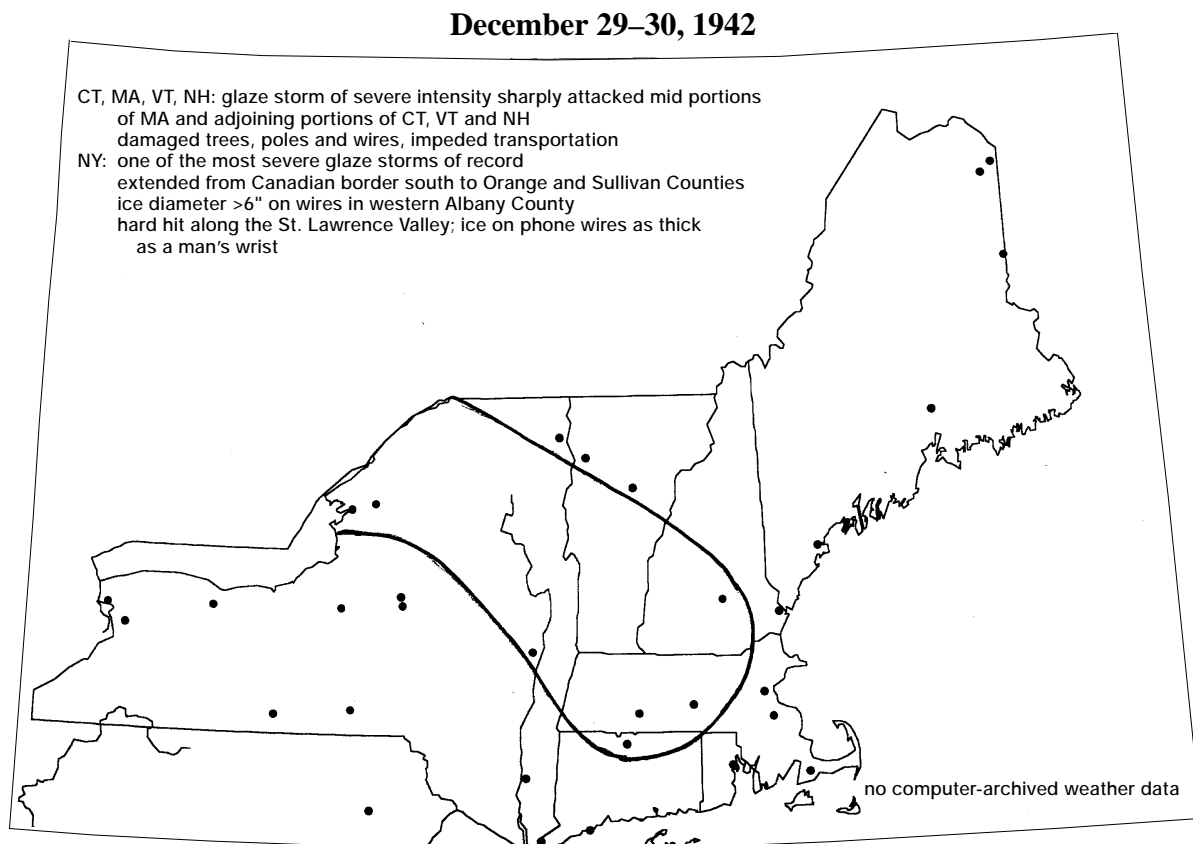 December 29–30, 1942
CT, MA, VT, NH: glaze storm of severe intensity sharply attacked mid portions
of MA and adjoining portions of CT, VT and NH
damaged trees, poles and wires, impeded transportation
NY: one of the most severe glaze storms of record
extended from Canadian border south to Orange and Sullivan Counties
ice diameter >6" on wires in western Albany County
hard hit along the St. Lawrence Valley; ice on phone wires as thick
as a man's wrist
no computer-archived weather data